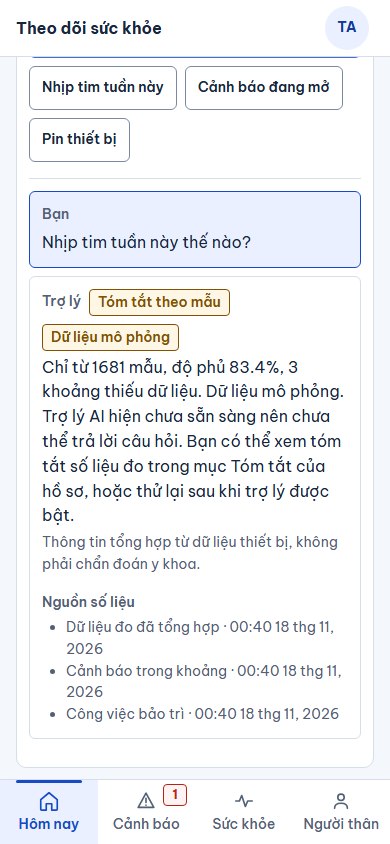 Theo dõi sức khỏe
TA
Nhịp tim tuần này
Cảnh báo đang mở
Pin thiết bị
Bạn
Nhịp tim tuần này thế nào?
Trợ lý
Tóm tắt theo mẫu
Dữ liệu mô phỏng
Chỉ từ 1681 mẫu, độ phủ 83.4%, 3
khoảng thiếu dữ liệu. Dữ liệu mô phỏng.
Trợ lý AI hiện chưa sẵn sàng nên chưa
thể trả lời câu hỏi. Bạn có thể xem tóm
tắt số liệu đo trong mục Tóm tắt của
hồ sơ, hoặc thử lại sau khi trợ lý được
bật.
Thông tin tổng hợp từ dữ liệu thiết bị, không
phải chẩn đoán y khoa.
Nguồn số liệu
• Dữ liệu đo đã tổng hợp · 00:40 18 thg 11,
2026
• Cảnh báo trong khoảng · 00:40 18 thg 11,
2026
• Công việc bảo trì · 00:40 18 thg 11, 2026
1
Hôm nay
Cảnh báo
Sức khỏe
Người thân